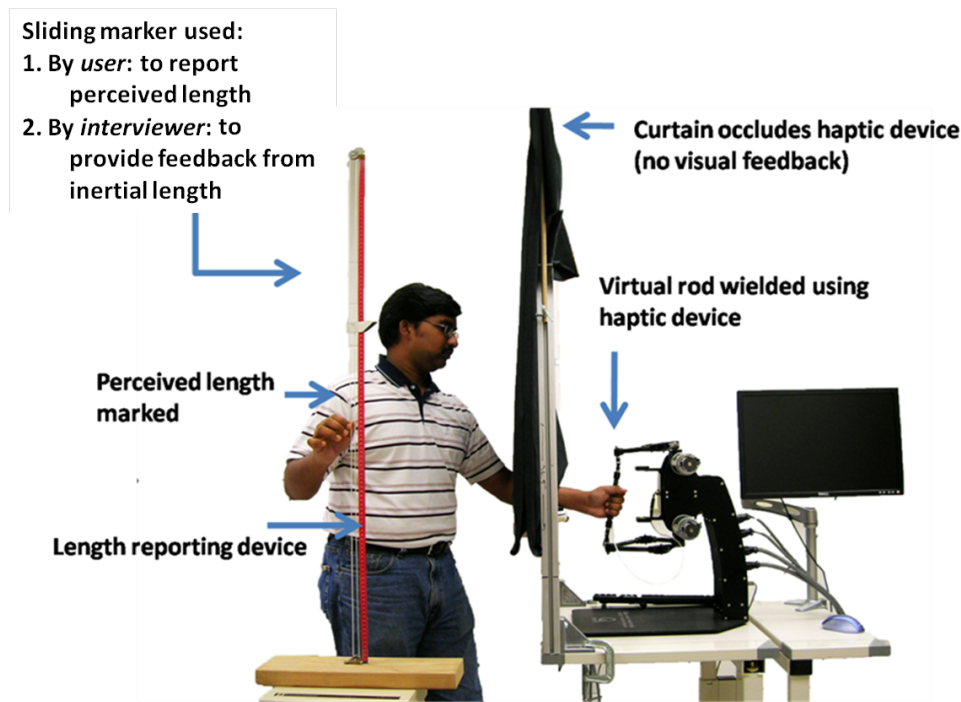 Sliding marker used:
1. By user: to report
perceived length
2. By interviewer: to
provide feedback from
inertial length
Curtain occludes haptic device
(no visual feedback)
Virtual rod wielded using
haptic device
Perceived length
marked
Length reporting device